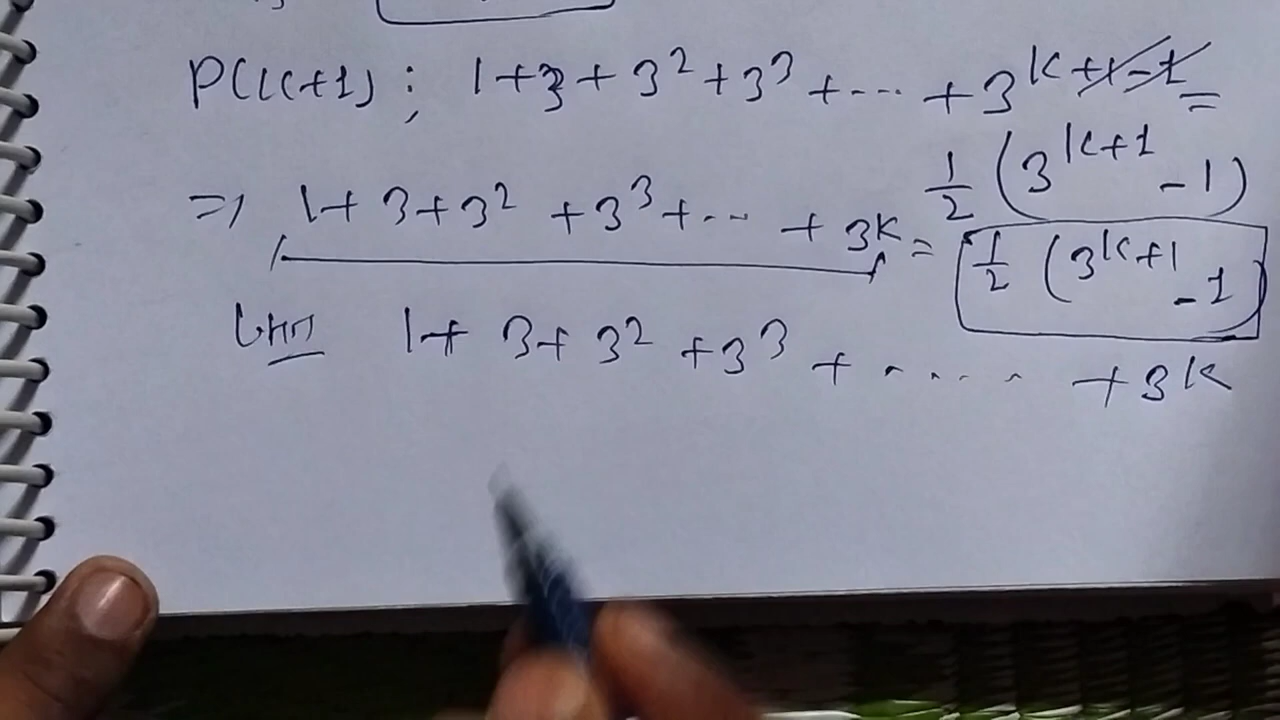 P(k+1) ; 1+3+3²+3³+...+3^(k+1-1) =
1/2 (3^(k+1) - 1)
=> 1+3+3²+3³+...+3^k = 1/2 (3^(k+1) - 1)
LHS 1+3+3²+3³+.....+3^k